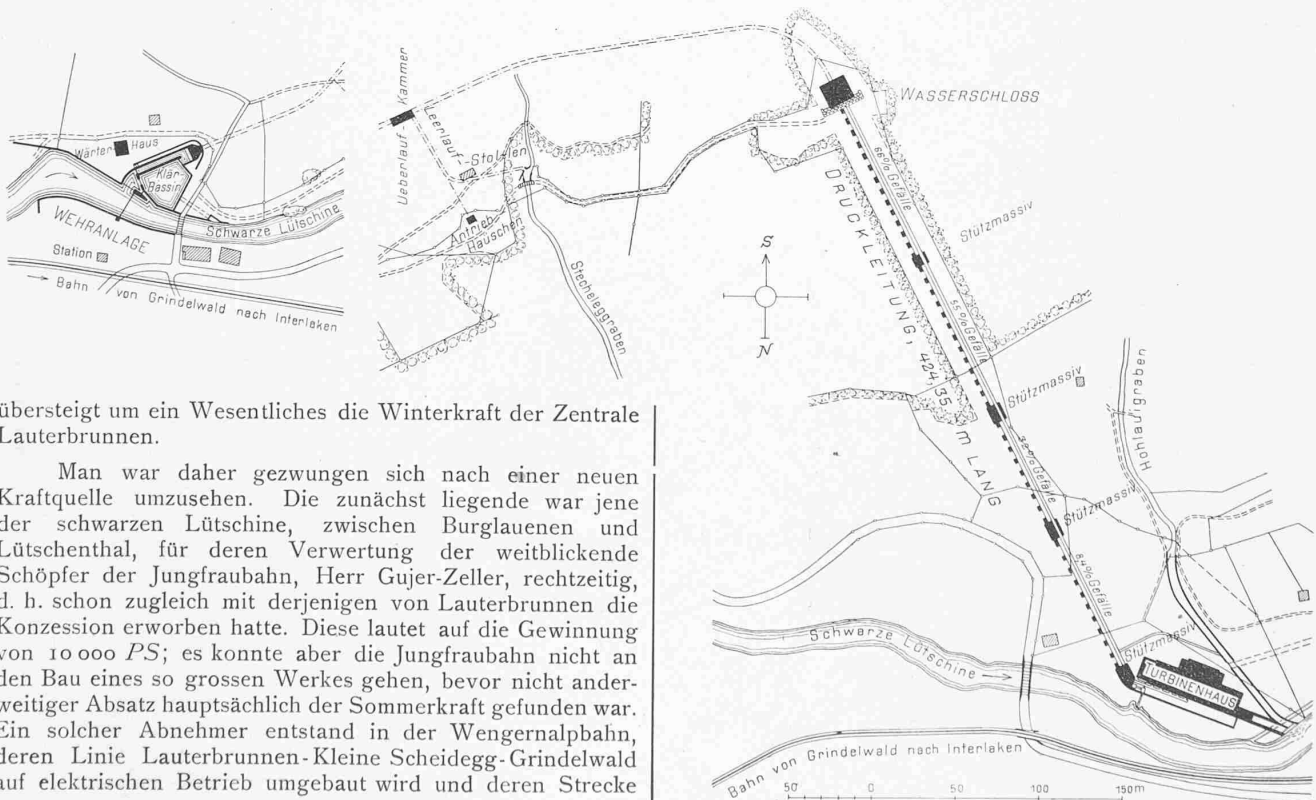 Wärter Haus
Klär-
Bassin
WEHRANLAGE
Schwarze Lütschine
Station
Bahn von Grindelwald nach Interlaken
Ueberlauf Kammer
Leerlauf-Stollen
Antrieb
Häuschen
Stecheleggraben
WASSERSCHLOSS
66% Gefälle
Stützmassiv
DRUCKLEITUNG, 424,35 m LANG
55% Gefälle
Stützmassiv
S
N
Stützmassiv
8,4% Gefälle
Stützmassiv
TURBINENHAUS
Schwarze Lütschine
Bahn von Grindelwald nach Interlaken
50 0 50 100 150m
übersteigt um ein Wesentliches die Winterkraft der Zentrale
Lauterbrunnen.
Man war daher gezwungen sich nach einer neuen
Kraftquelle umzusehen. Die zunächst liegende war jene
der schwarzen Lütschine, zwischen Burglauenen und
Lütschenthal, für deren Verwertung der weitblickende
Schöpfer der Jungfraubahn, Herr Gujer-Zeller, rechtzeitig,
d. h. schon zugleich mit derjenigen von Lauterbrunnen die
Konzession erworben hatte. Diese lautet auf die Gewinnung
von 10 000 PS; es konnte aber die Jungfraubahn nicht an
den Bau eines so grossen Werkes gehen, bevor nicht ander-
weitiger Absatz hauptsächlich der Sommerkraft gefunden war.
Ein solcher Abnehmer entstand in der Wengernalpbahn,
deren Linie Lauterbrunnen-Kleine Scheidegg-Grindelwald
auf elektrischen Betrieb umgebaut wird und deren Strecke